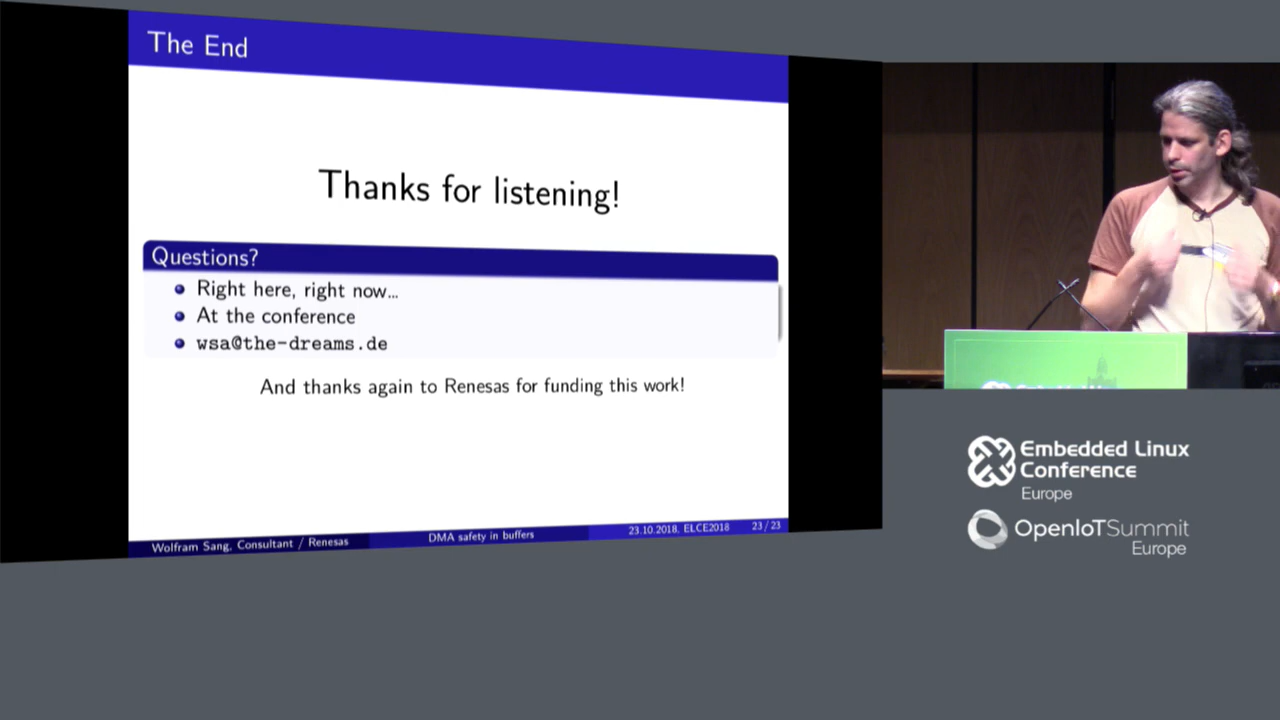 The End
Thanks for listening!
Questions?
Right here, right now...
At the conference
wsa@the-dreams.de
And thanks again to Renesas for funding this work!
Wolfram Sang, Consultant / Renesas
DMA safety in buffers
23.10.2018, ELCE2018
23 / 23
Embedded Linux
Conference
Europe
OpenIoTSummit
Europe